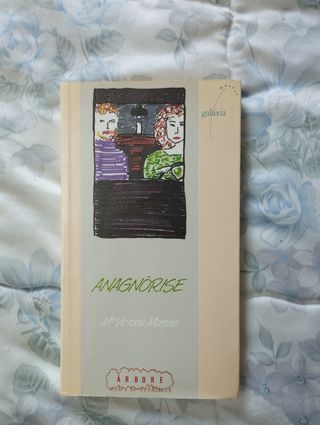 galaxia
ANAGNÓRISE
Mª Victoria Moreno
ÁRBORE